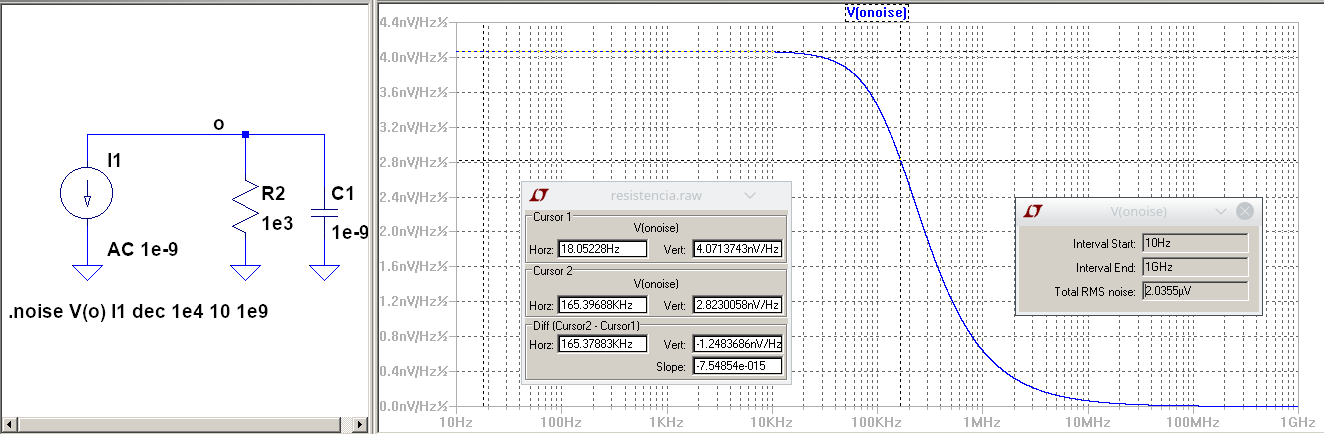 o
I1
R2
1e3
C1
1e-9
AC 1e-9
.noise V(o) I1 dec 1e4 10 1e9
V(onoise)
4.4nV/Hz½
4.0nV/Hz½
3.6nV/Hz½
3.2nV/Hz½
2.8nV/Hz½
2.4nV/Hz½
2.0nV/Hz½
1.6nV/Hz½
1.2nV/Hz½
0.8nV/Hz½
0.4nV/Hz½
0.0nV/Hz½
10Hz 100Hz 1KHz 10KHz 100KHz 1MHz 10MHz 100MHz 1GHz
resistencia.raw
Cursor 1
V(onoise)
Horz: 18.05228Hz Vert: 4.0713743nV/Hz
Cursor 2
V(onoise)
Horz: 165.39688KHz Vert: 2.8230058nV/Hz
Diff (Cursor2 - Cursor1)
Horz: 165.37883KHz Vert: -1.2483686nV/Hz
Slope: -7.54854e-015
V(onoise)
Interval Start: 10Hz
Interval End: 1GHz
Total RMS noise: 2.0355µV